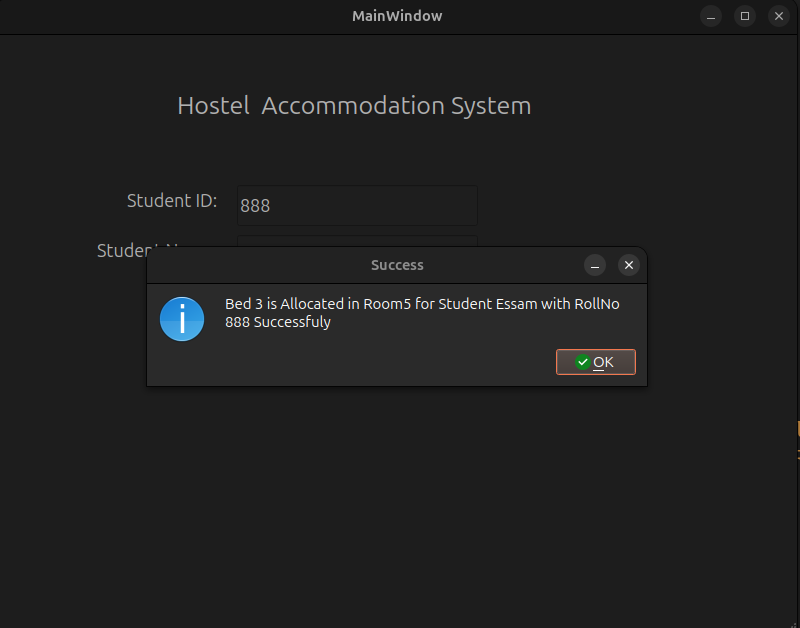 MainWindow
Hostel  Accommodation System
Student ID:
888
Student
Success
Bed 3 is Allocated in Room5 for Student Essam with RollNo
888 Successfuly
OK